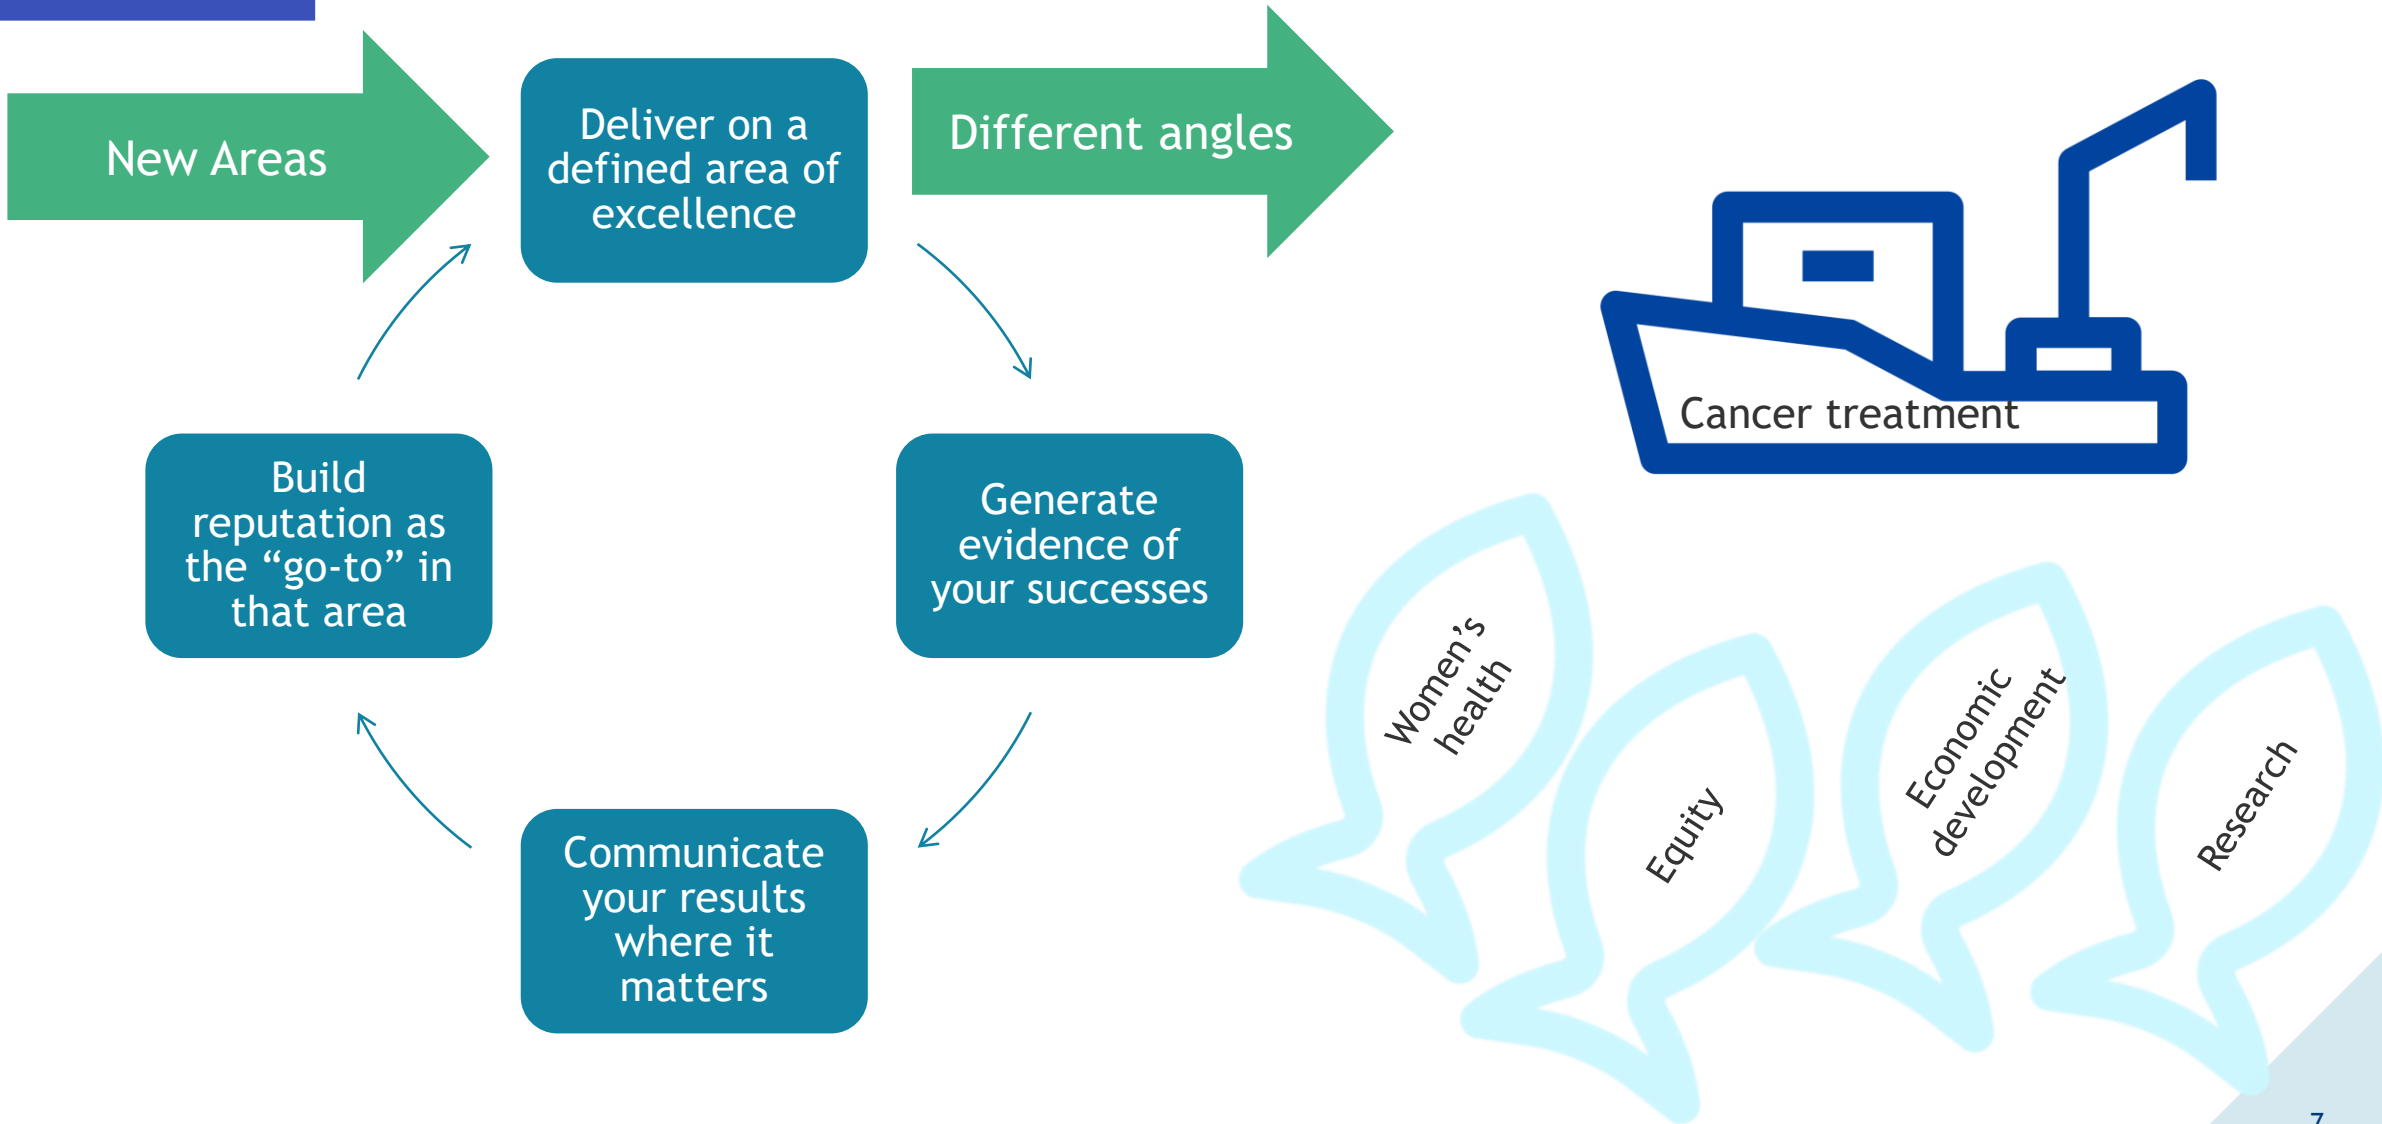 New Areas
Deliver on a
defined area of
excellence
Different angles
Build
reputation as
the “go-to” in
that area
Generate
evidence of
your successes
Communicate
your results
where it
matters
Cancer treatment
Women’s
health
Equity
Economic
development
Research
7